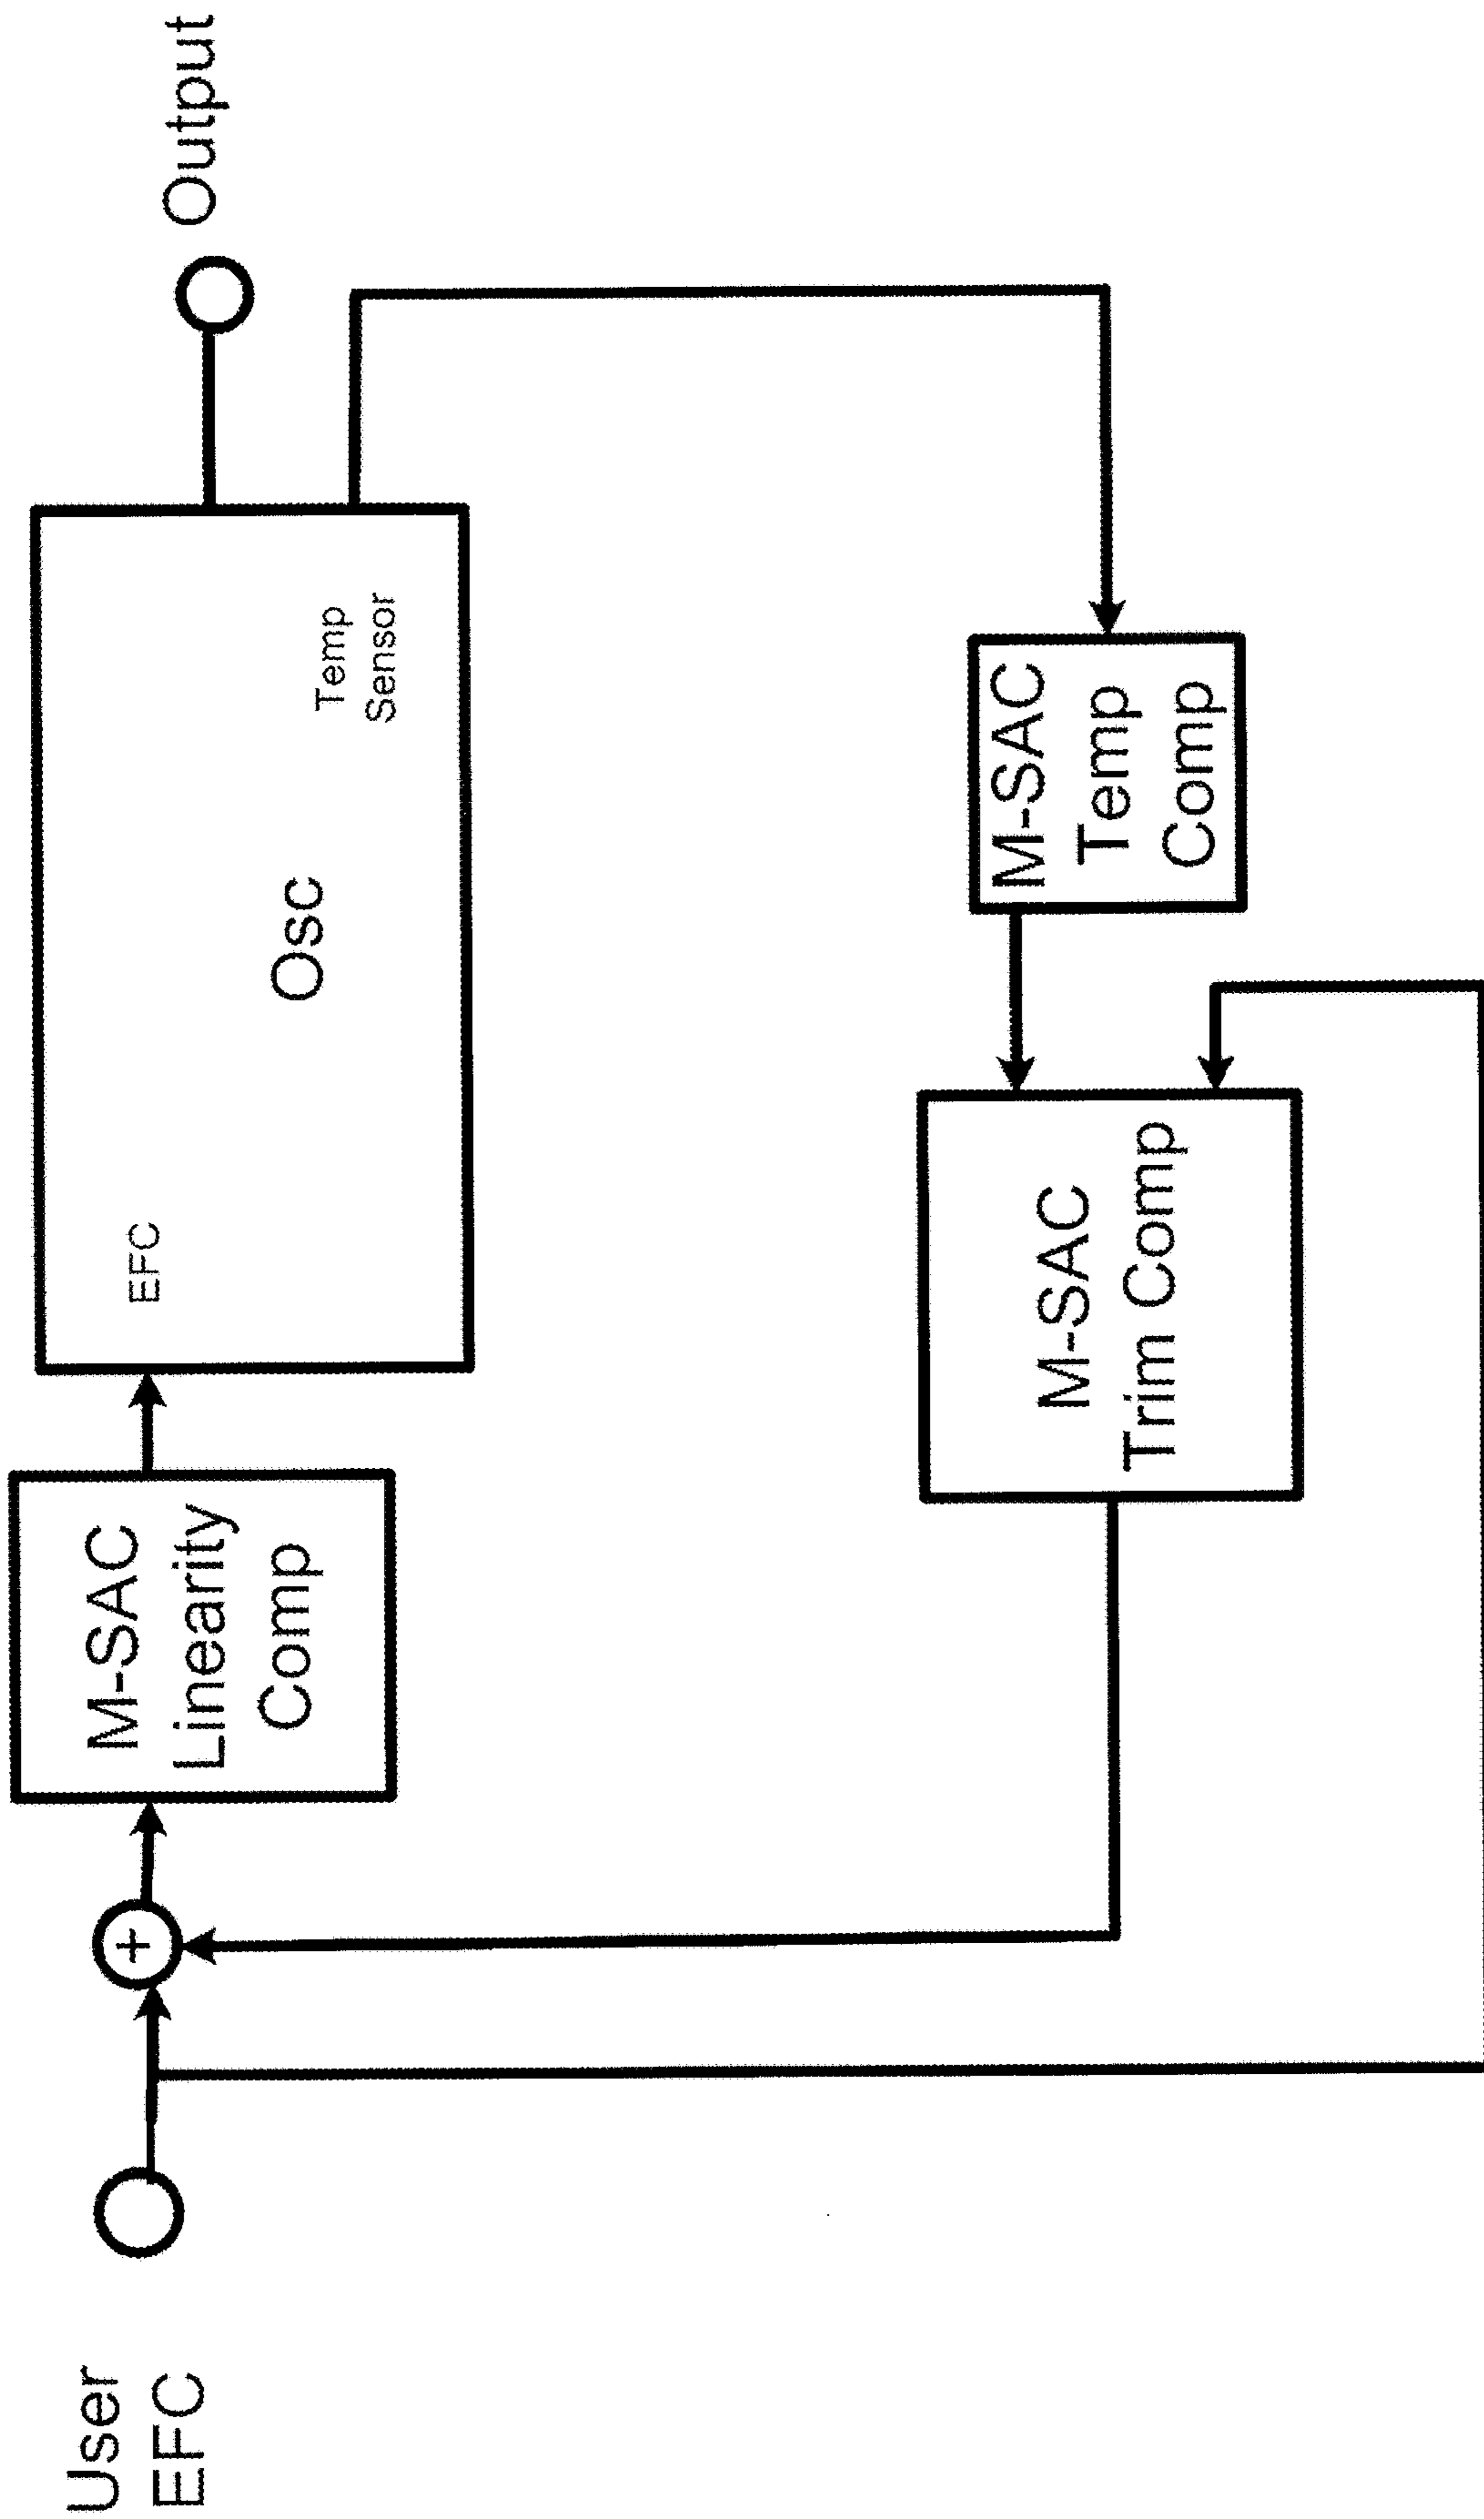 User
EFC
+
M-SAC
Linearity
Comp
EFC
Osc
Temp
Sensor
Output
M-SAC
Trim Comp
M-SAC
Temp
Comp